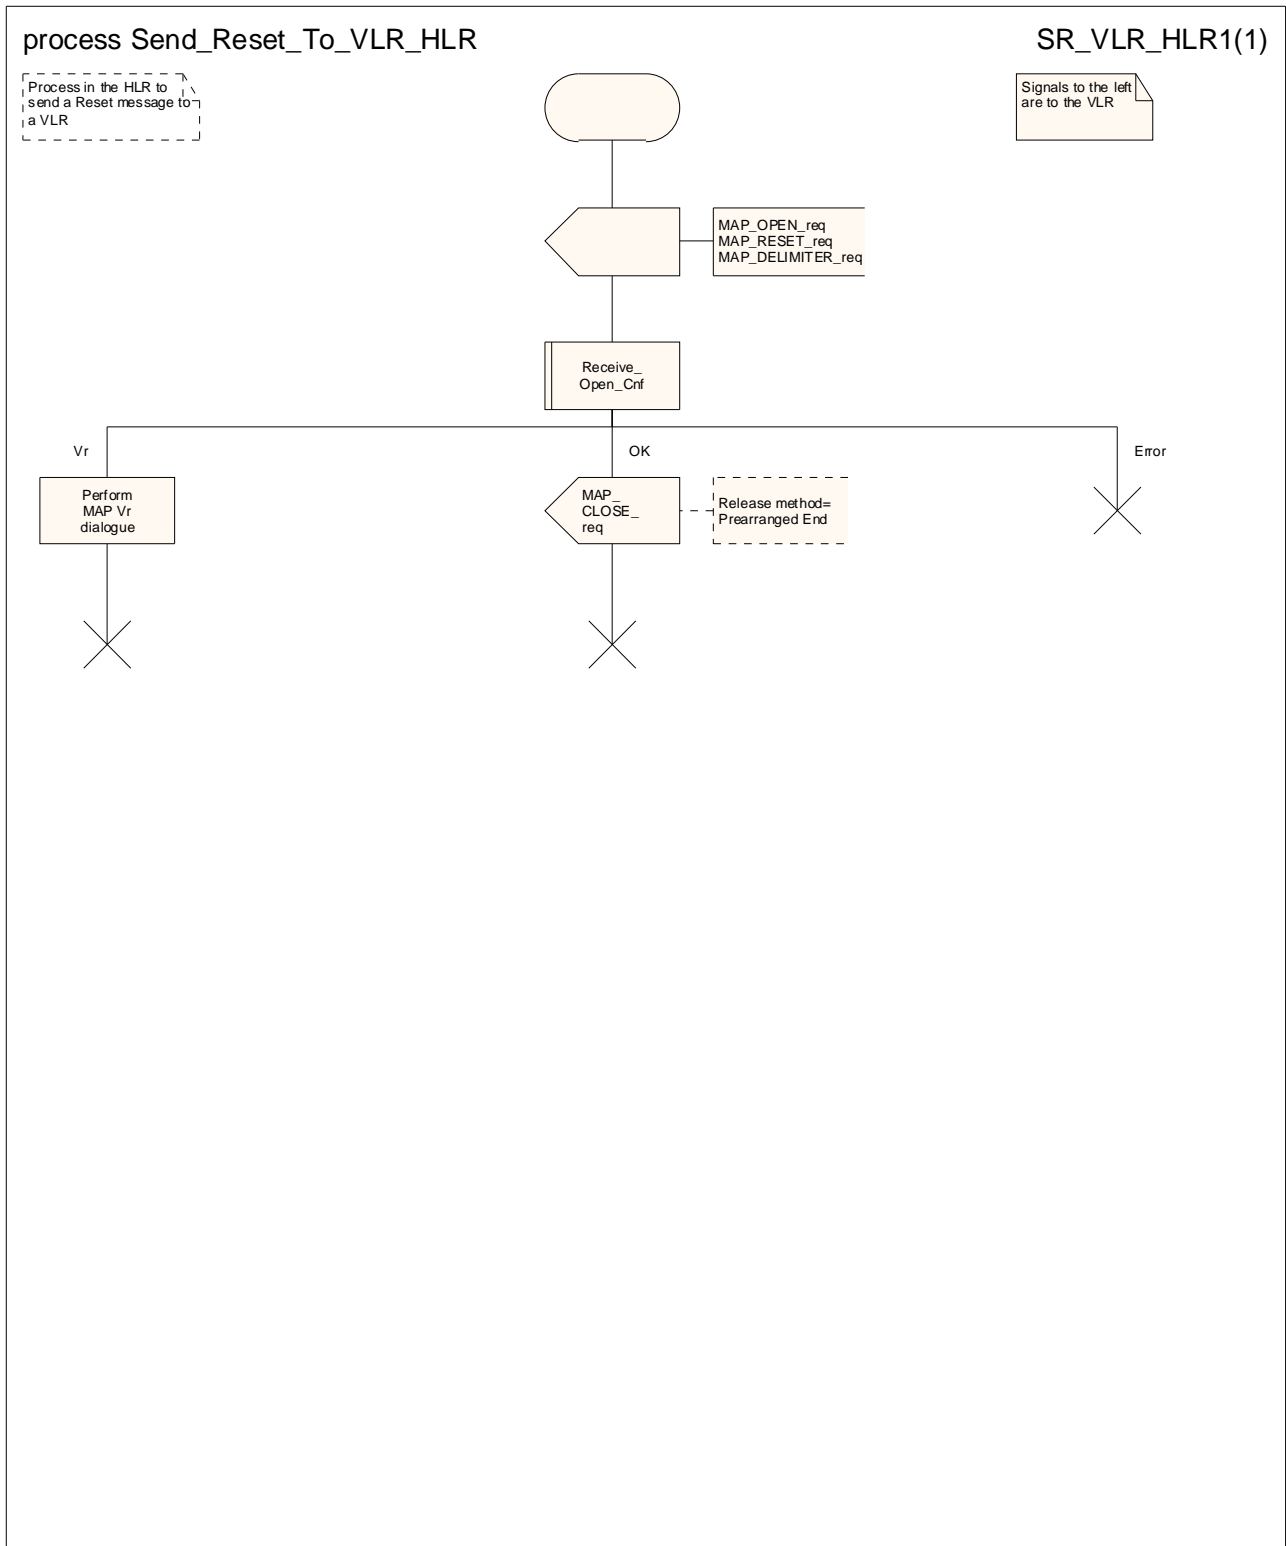 process Send_Reset_To_VLR_HLR
SR_VLR_HLR1(1)
Process in the HLR to
send a Reset message to
a VLR
Signals to the left
are to the VLR
MAP_OPEN_req
MAP_RESET_req
MAP_DELIMITER_req
Receive_
Open_Cnf
Vr
OK
Error
Perform
MAP Vr
dialogue
MAP_
CLOSE_
req
Release method=
Prearranged End